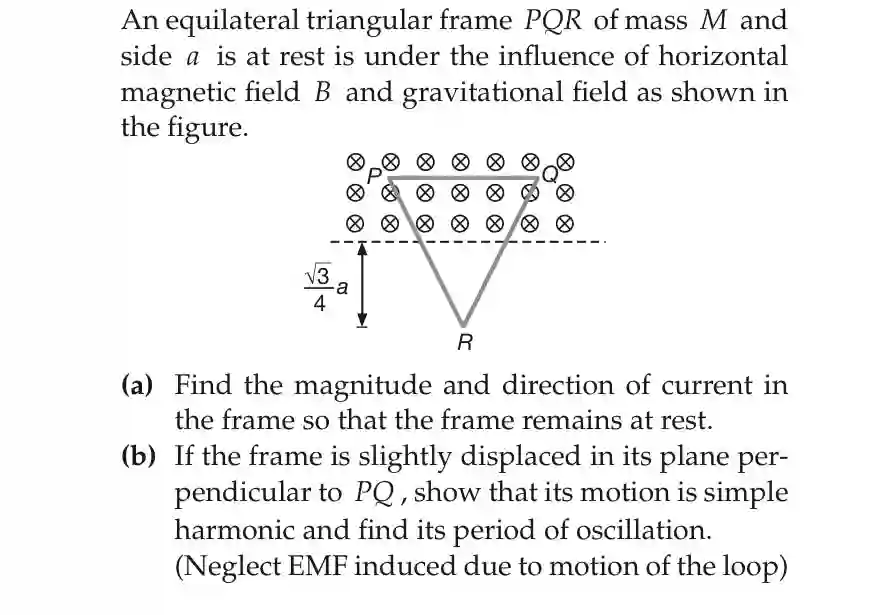 An equilateral triangular frame PQR of mass M and
side a is at rest is under the influence of horizontal
magnetic field B and gravitational field as shown in
the figure.
P
Q
√3/4 a
R
(a) Find the magnitude and direction of current in
the frame so that the frame remains at rest.
(b) If the frame is slightly displaced in its plane per-
pendicular to PQ, show that its motion is simple
harmonic and find its period of oscillation.
(Neglect EMF induced due to motion of the loop)